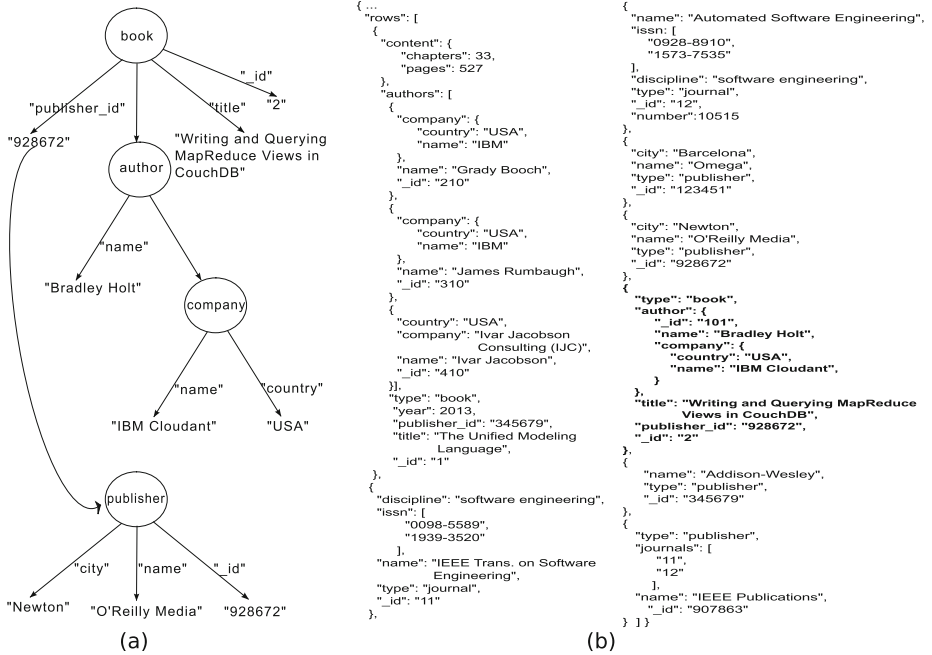 book
"_id"
"2"
"publisher_id"
"title"
"928672"
"Writing and Querying
MapReduce Views in
CouchDB"
author
"name"
"Bradley Holt"
company
"name"
"country"
"IBM Cloudant"
"USA"
publisher
"city"
"name"
"_id"
"Newton"
"O'Reilly Media"
"928672"
(a)
{ ...
"rows": [
{
"content": {
"chapters": 33,
"pages": 527
},
"authors": [
{
"company": {
"country": "USA",
"name": "IBM"
},
"name": "Grady Booch",
"_id": "210"
},
{
"company": {
"country": "USA",
"name": "IBM"
},
"name": "James Rumbaugh",
"_id": "310"
},
{
"country": "USA",
"company": "Ivar Jacobson
Consulting (IJC)",
"name": "Ivar Jacobson",
"_id": "410"
}],
"type": "book",
"year": 2013,
"publisher_id": "345679",
"title": "The Unified Modeling
Language",
"_id": "1"
},
{
"discipline": "software engineering",
"issn": [
"0098-5589",
"1939-3520"
],
"name": "IEEE Trans. on Software
Engineering",
"type": "journal",
"_id": "11"
},
{
"name": "Automated Software Engineering",
"issn: [
"0928-8910",
"1573-7535"
],
"discipline": "software engineering",
"type": "journal",
"_id": "12",
"number":10515
},
{
"city": "Barcelona",
"name": "Omega",
"type": "publisher",
"_id": "123451"
},
{
"city": "Newton",
"name": "O'Reilly Media",
"type": "publisher",
"_id": "928672"
},
{
"type": "book",
"author": {
"_id": "101",
"name": "Bradley Holt",
"company": {
"country": "USA",
"name": "IBM Cloudant",
}
},
"title": "Writing and Querying MapReduce
Views in CouchDB",
"publisher_id": "928672",
"_id": "2"
},
{
"name": "Addison-Wesley",
"type": "publisher",
"_id": "345679"
},
{
"type": "publisher",
"journals": [
"11",
"12"
],
"name": "IEEE Publications",
"_id": "907863"
} ] }
(b)